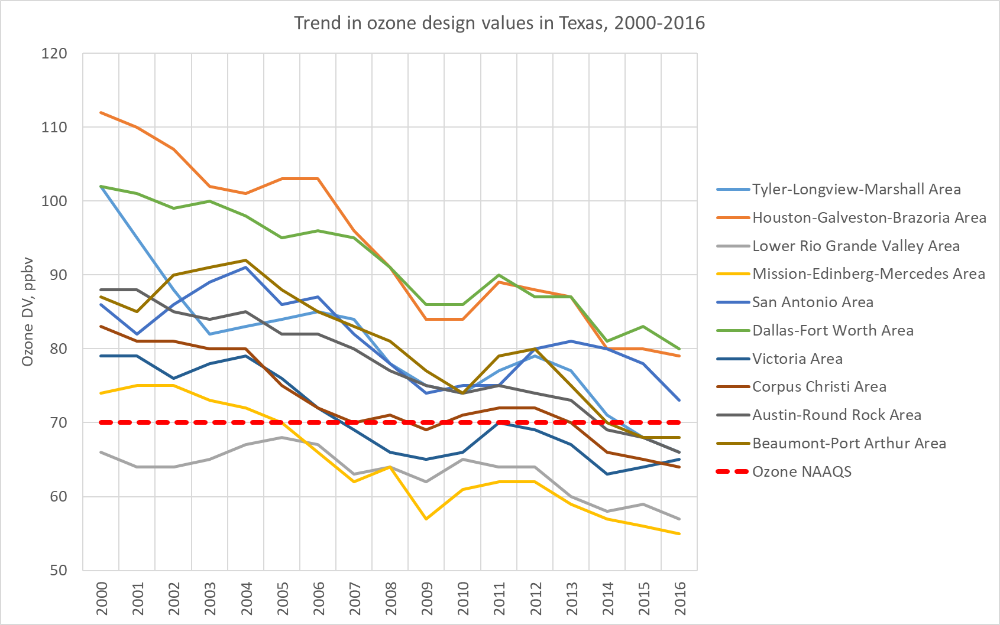 Trend in ozone design values in Texas, 2000-2016
120
110
100
90
80
70
60
50
Ozone DV, ppbv
2000
2001
2002
2003
2004
2005
2006
2007
2008
2009
2010
2011
2012
2013
2014
2015
2016
Tyler-Longview-Marshall Area
Houston-Galveston-Brazoria Area
Lower Rio Grande Valley Area
Mission-Edinberg-Mercedes Area
San Antonio Area
Dallas-Fort Worth Area
Victoria Area
Corpus Christi Area
Austin-Round Rock Area
Beaumont-Port Arthur Area
Ozone NAAQS